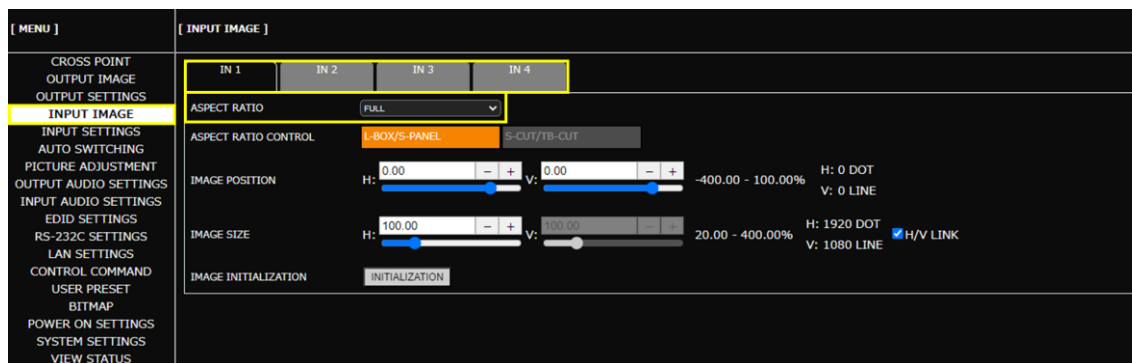 [ MENU ]
[ INPUT IMAGE ]
CROSS POINT
OUTPUT IMAGE
OUTPUT SETTINGS
INPUT IMAGE
INPUT SETTINGS
AUTO SWITCHING
PICTURE ADJUSTMENT
OUTPUT AUDIO SETTINGS
INPUT AUDIO SETTINGS
EDID SETTINGS
RS-232C SETTINGS
LAN SETTINGS
CONTROL COMMAND
USER PRESET
BITMAP
POWER ON SETTINGS
SYSTEM SETTINGS
VIEW STATUS
IN 1 IN 2 IN 3 IN 4
ASPECT RATIO FULL
ASPECT RATIO CONTROL L-BOX/S-PANEL S-CUT/TB-CUT
IMAGE POSITION H: 0.00 - + V: 0.00 - + -400.00 - 100.00% H: 0 DOT
V: 0 LINE
IMAGE SIZE H: 100.00 - + V: 100.00 - + 20.00 - 400.00% H: 1920 DOT
V: 1080 LINE H/V LINK
IMAGE INITIALIZATION INITIALIZATION